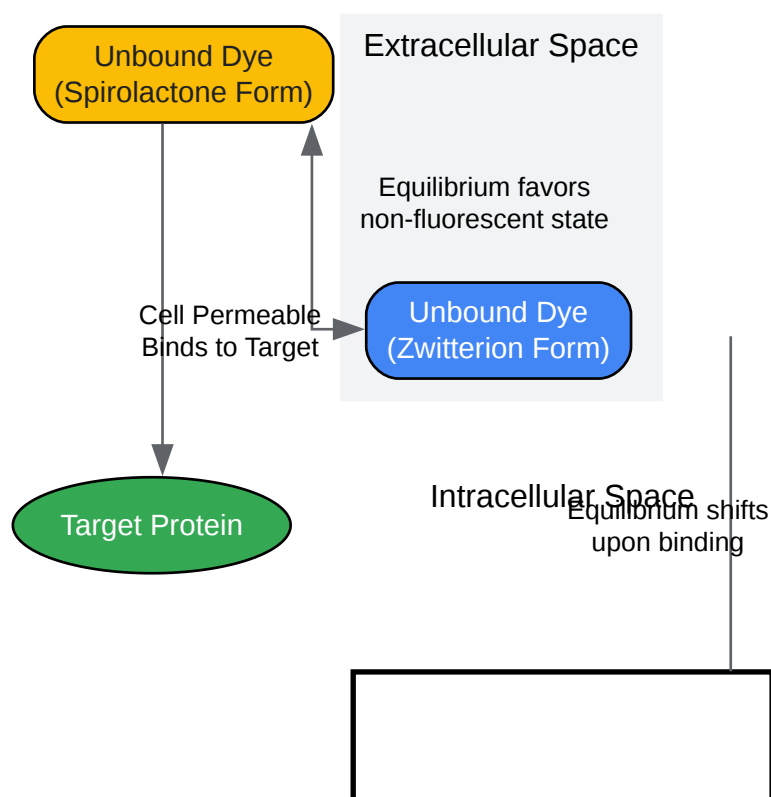 Unbound Dye
(Spirolactone Form)
Extracellular Space
Equilibrium favors
non-fluorescent state
Cell Permeable
Binds to Target
Unbound Dye
(Zwitterion Form)
Target Protein
Intracellular Space
Equilibrium shifts
upon binding